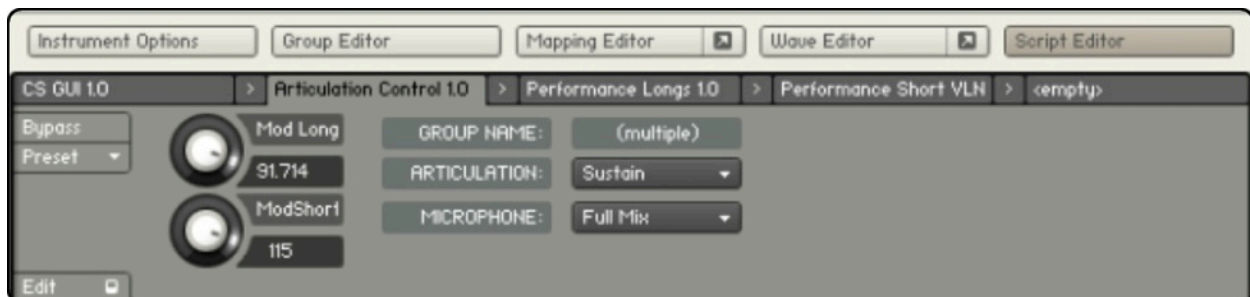 Instrument Options Group Editor Mapping Editor Wave Editor Script Editor
CS GUI 1.0 > Articulation Control 1.0 > Performance Longs 1.0 > Performance Short VLN > <empty>
Bypass Mod Long GROUP NAME: (multiple)
Preset
91.714 ARTICULATION: Sustain
ModShort MICROPHONE: Full Mix
115
Edit